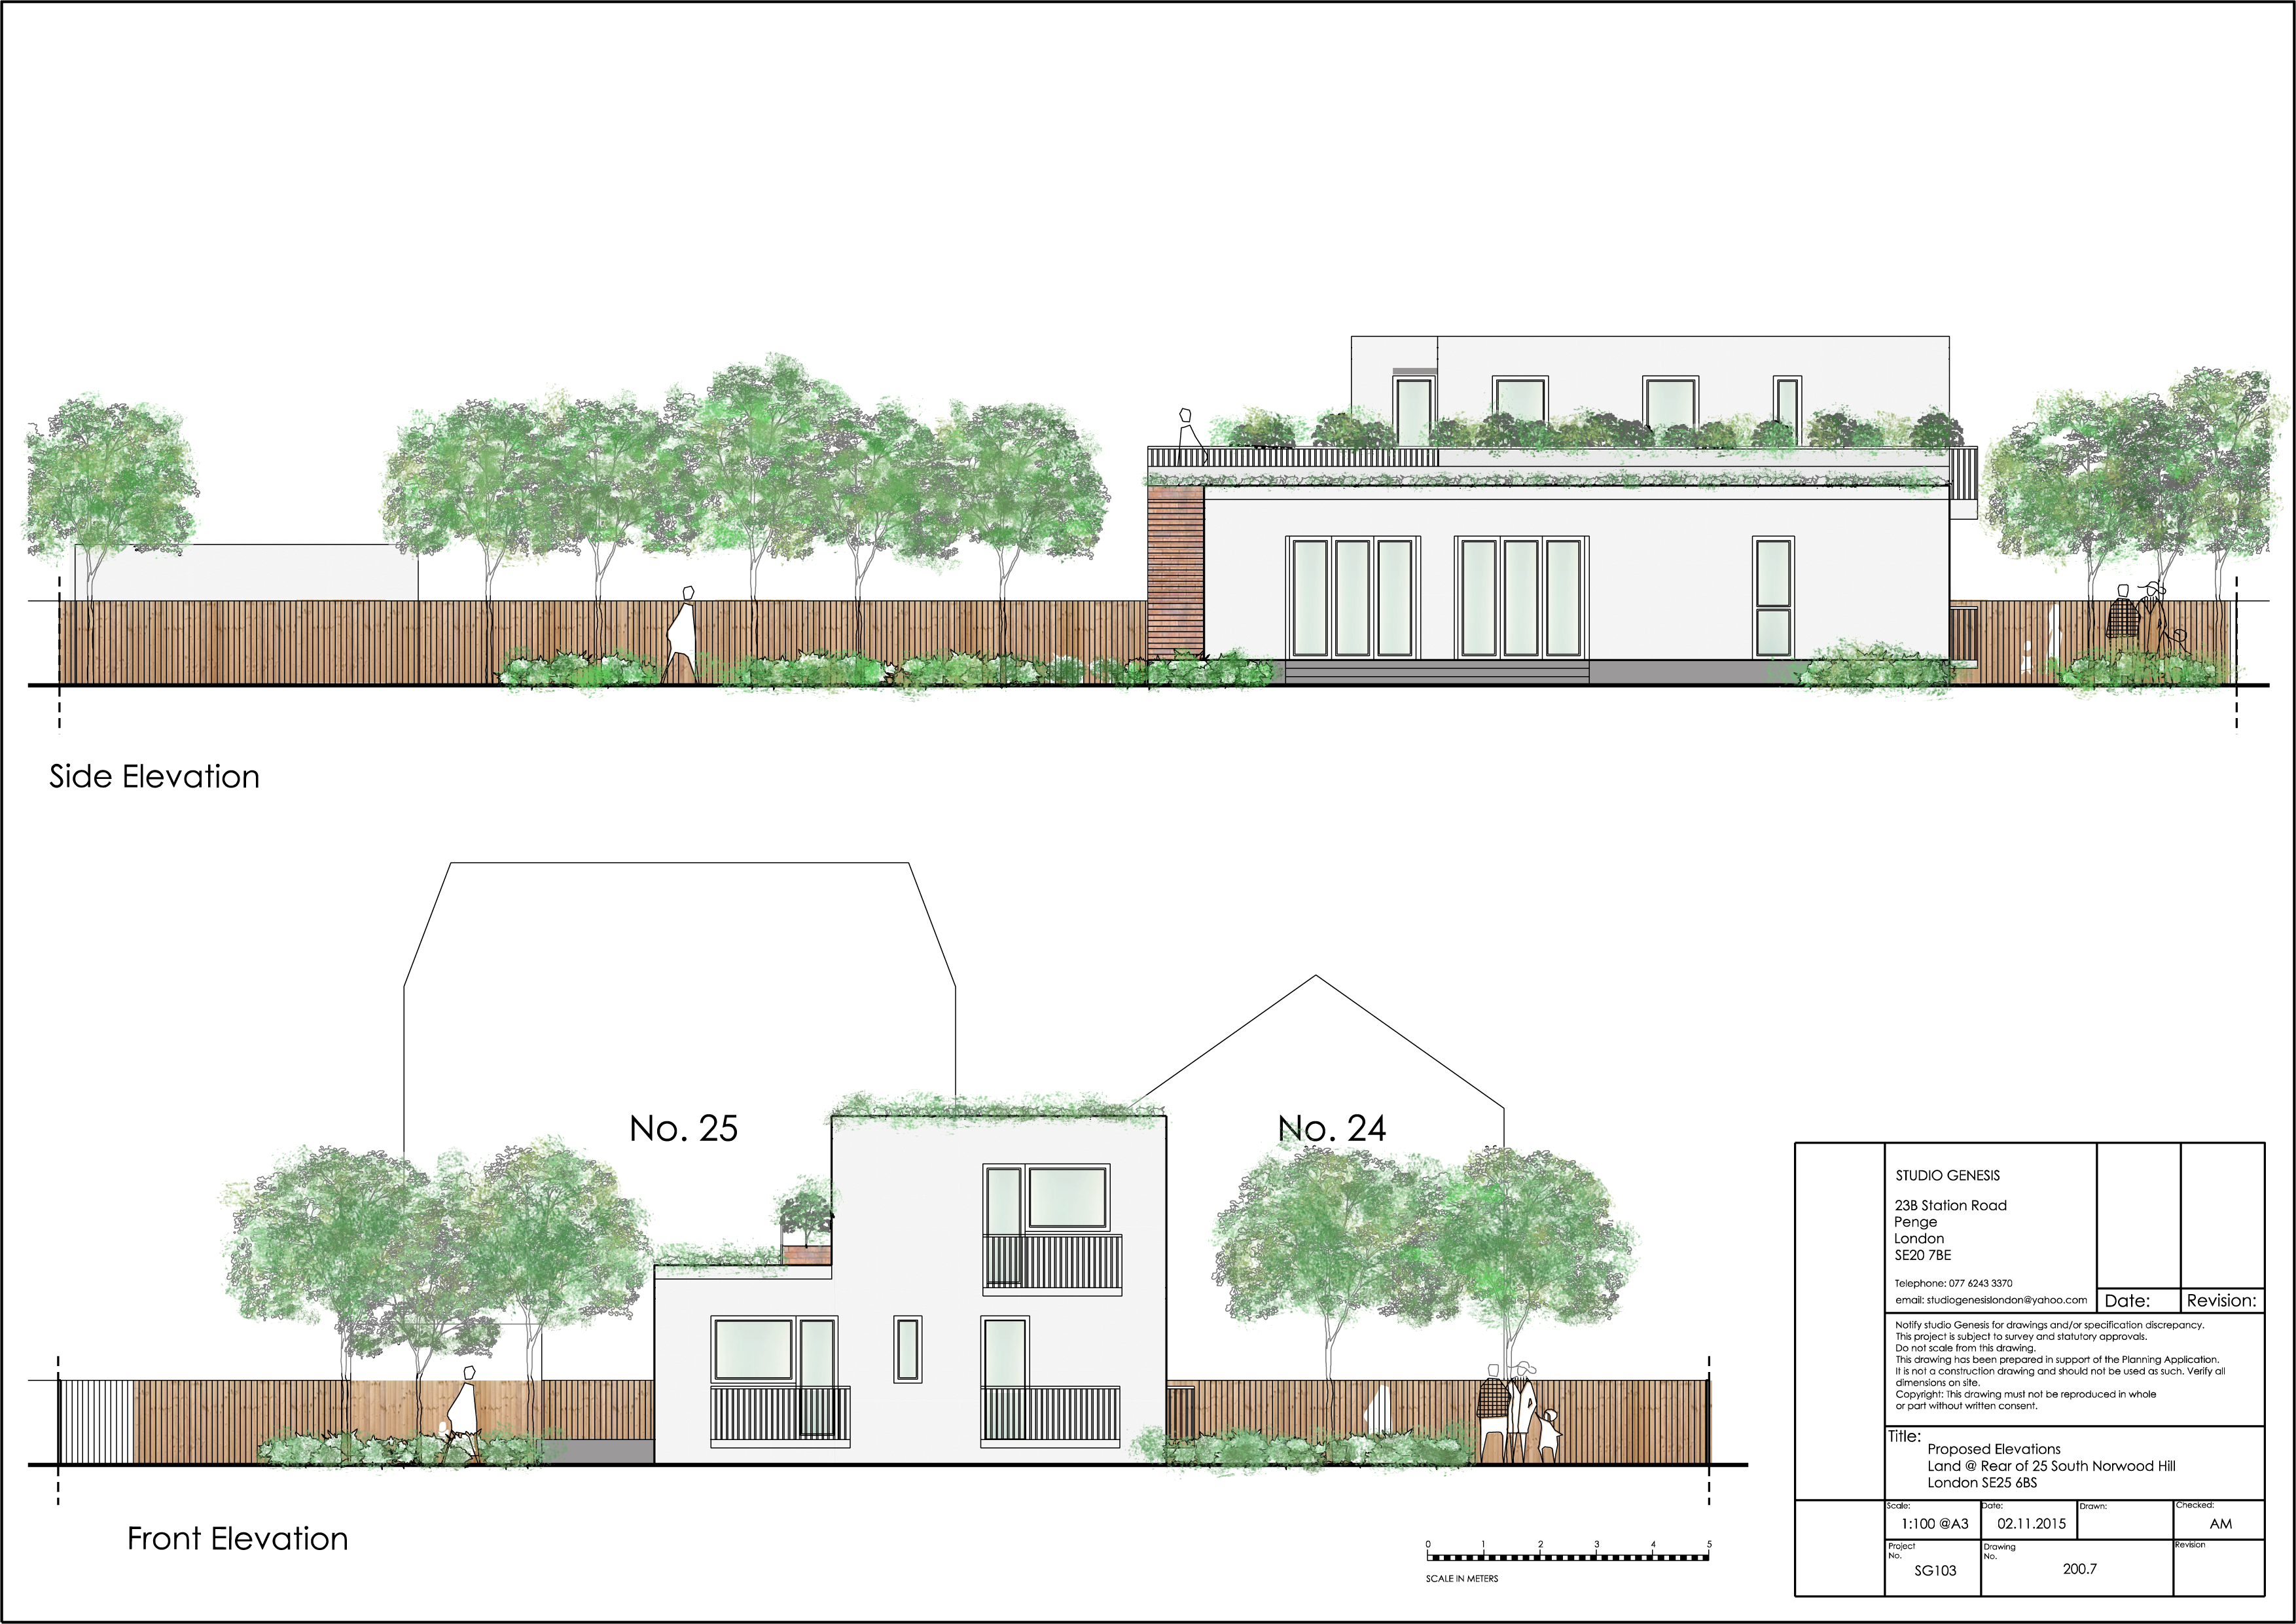 Side Elevation
No. 25
No. 24
Front Elevation
0 1 2 3 4 5
SCALE IN METERS
STUDIO GENESIS
23B Station Road
Penge
London
SE20 7BE
Telephone: 077 6243 3370
email: studiogenesislondon@yahoo.com
Date:
Revision:
Notify studio Genesis for drawings and/or specification discrepancy.
This project is subject to survey and statutory approvals.
Do not scale from this drawing.
This drawing has been prepared in support of the Planning Application.
It is not a construction drawing and should not be used as such. Verify all
dimensions on site.
Copyright: This drawing must not be reproduced in whole
or part without written consent.
Title:
Proposed Elevations
Land @ Rear of 25 South Norwood Hill
London SE25 6BS
Scale:
1:100 @A3
Date:
02.11.2015
Drawn:
Checked:
AM
Project
No.
SG103
Drawing
No.
200.7
Revision